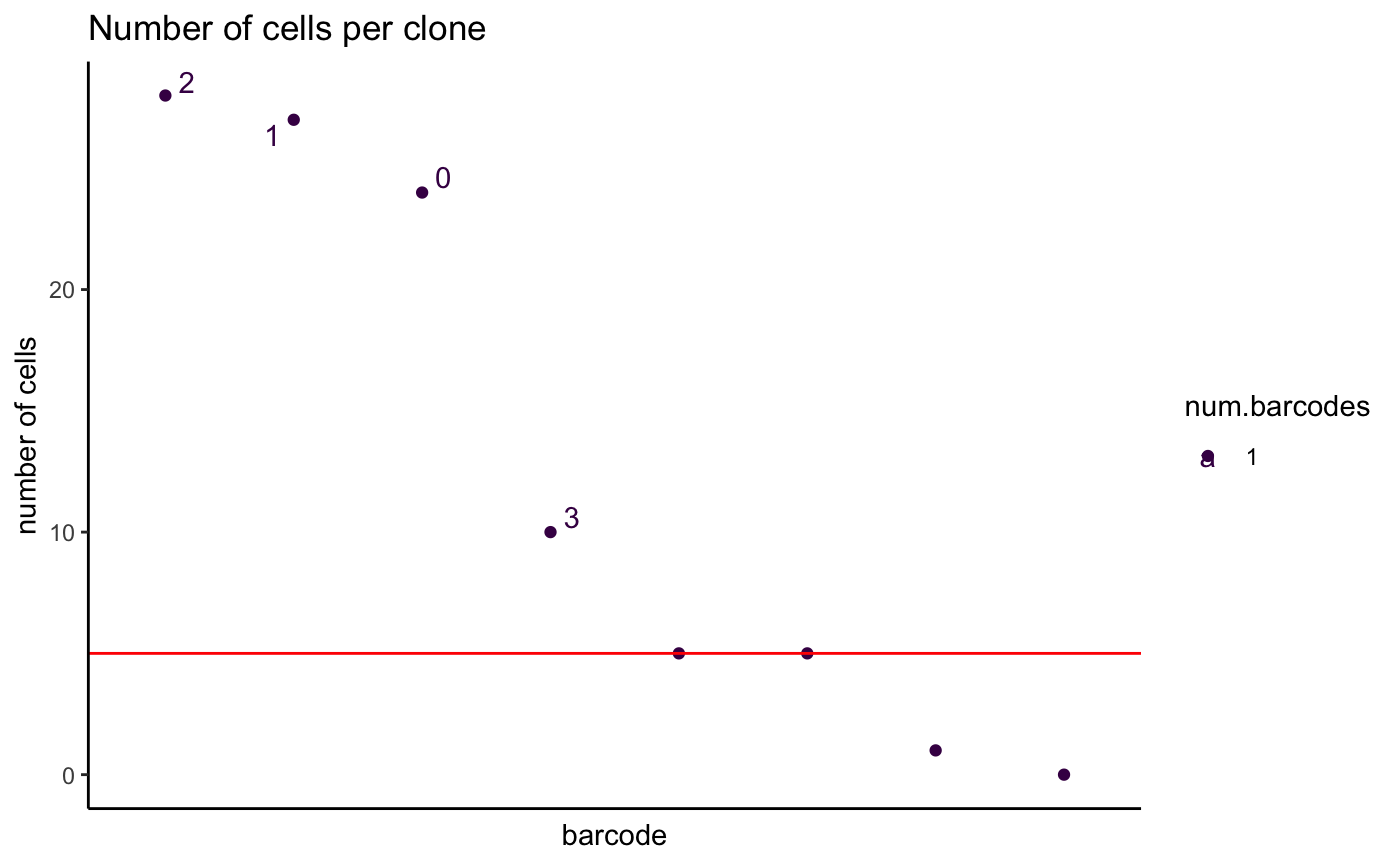 Number of cells per clone
2
1
0
20
number of cells
num.barcodes
a 1
3
10
0
barcode